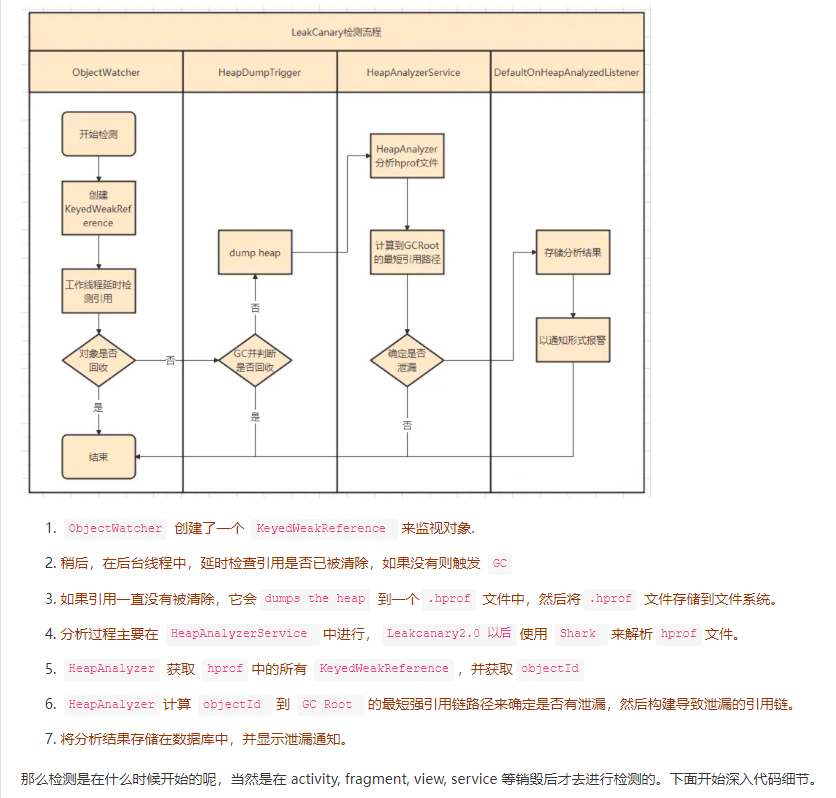 LeakCanary检测流程
ObjectWatcher
HeapDumpTrigger
HeapAnalyzerService
DefaultOnHeapAnalyzedListener
开始检测
创建
KeyedWeakRef
erence
工作线程延时检
测引用
对象是否
回收
否
是
结束
dump heap
否
GC并判断
是否回收
是
HeapAnalyzer
分析hprof文件
计算到GCRoot
的最短引用路径
确定是否
泄漏
否
存储分析结果
以通知形式报警
1. ObjectWatcher 创建了一个 KeyedWeakReference 来监视对象.
2. 稍后，在后台线程中，延时检查引用是否已被清除，如果没有则触发 GC
3. 如果引用一直没有被清除，它会 dumps the heap 到一个 .hprof 文件中，然后将 .hprof 文件存储到文件系统。
4. 分析过程主要在 HeapAnalyzerService 中进行， Leakcanary2.0 以后 使用 Shark 来解析 hprof 文件。
5. HeapAnalyzer 获取 hprof 中的所有 KeyedWeakReference ，并获取 objectId
6. HeapAnalyzer 计算 objectId 到 GC Root 的最短强引用链路径来确定是否有泄漏，然后构建导致泄漏的引用链。
7. 将分析结果存储在数据库中，并显示泄漏通知。
那么检测是在什么时候开始的呢，当然是在 activity, fragment, view, service 等销毁后才去进行检测的。下面开始深入代码细节。